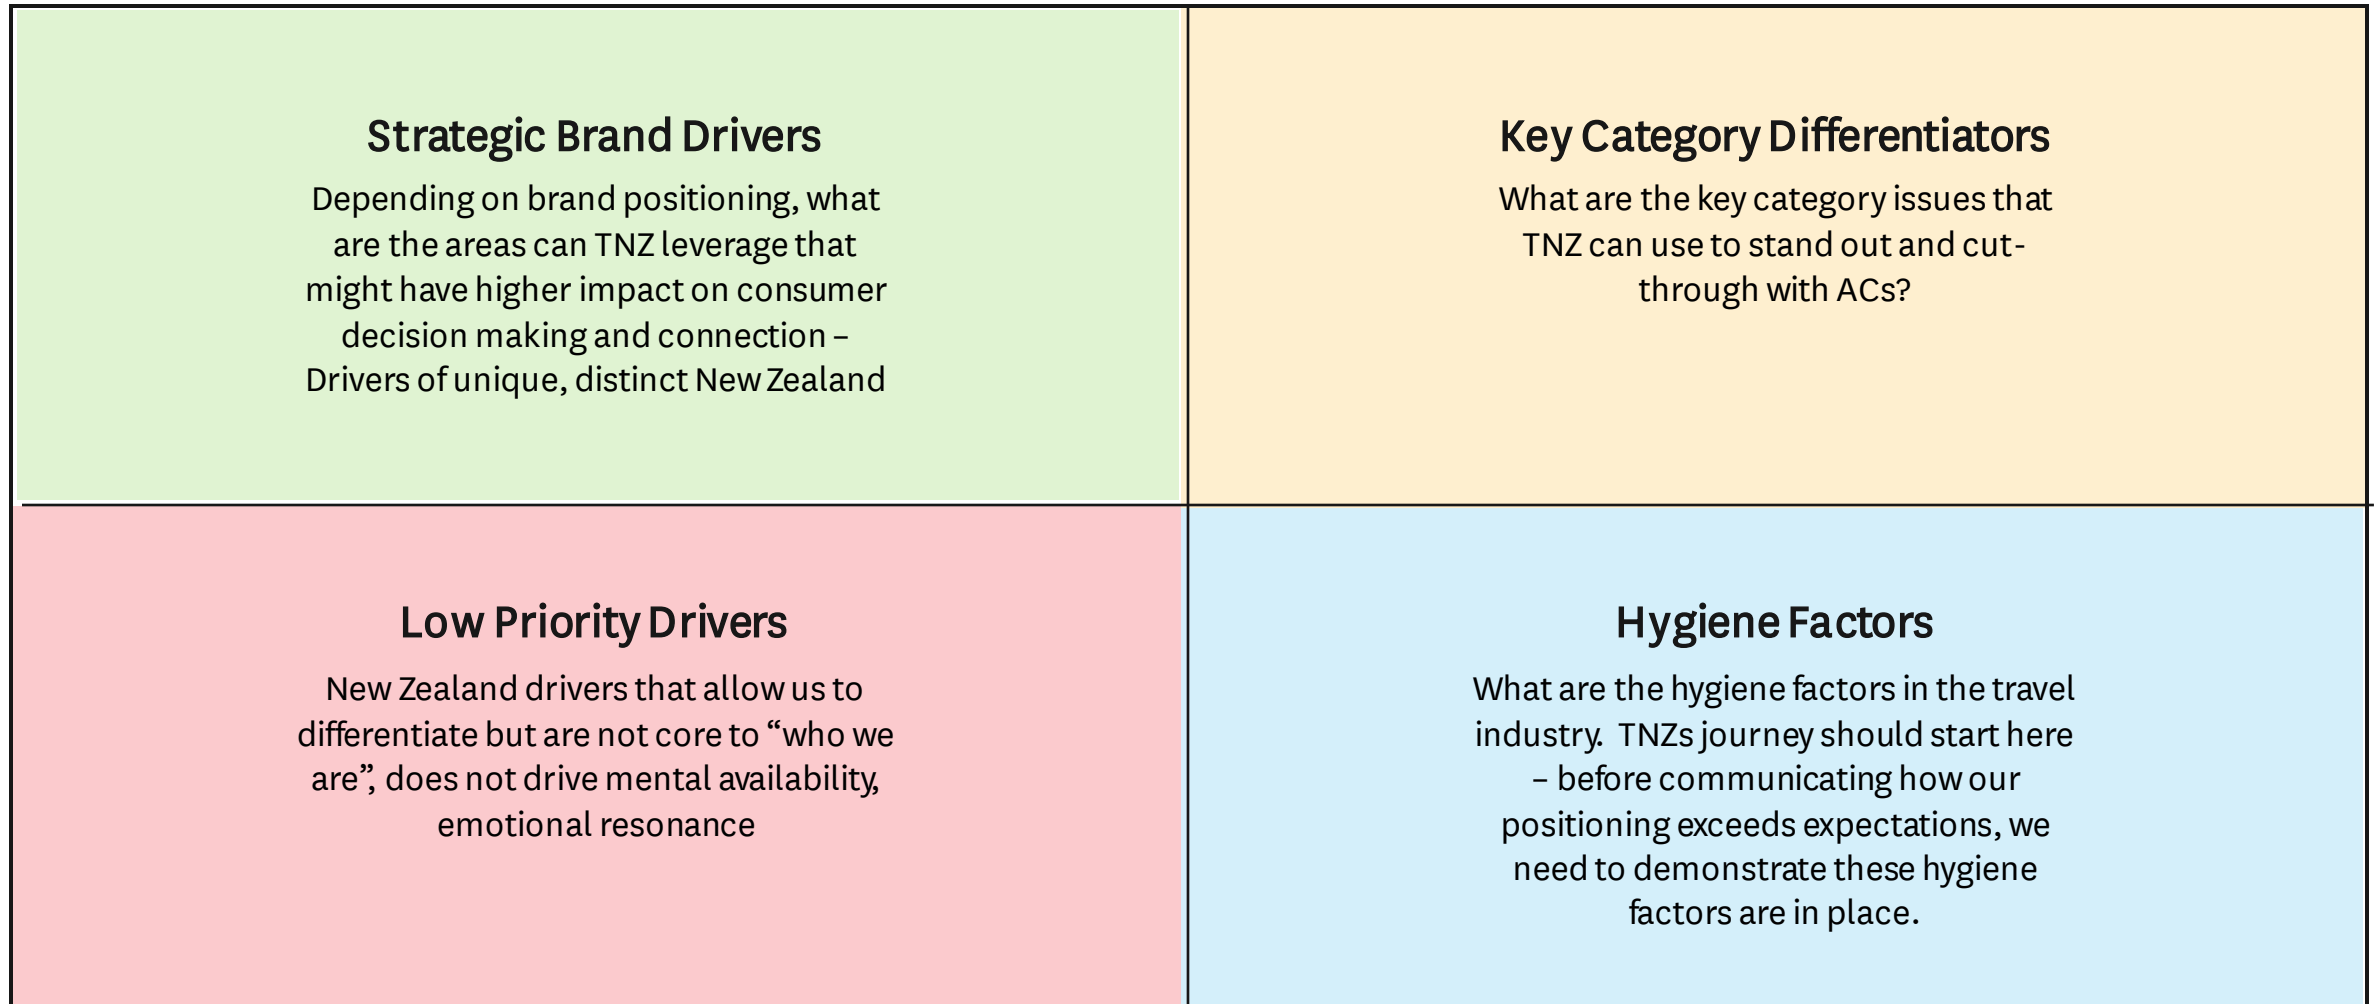 Strategic Brand Drivers
Depending on brand positioning, what
are the areas can TNZ leverage that
might have higher impact on consumer
decision making and connection –
Drivers of unique, distinct New Zealand
Key Category Differentiators
What are the key category issues that
TNZ can use to stand out and cut-
through with ACs?
Low Priority Drivers
New Zealand drivers that allow us to
differentiate but are not core to “who we
are”, does not drive mental availability,
emotional resonance
Hygiene Factors
What are the hygiene factors in the travel
industry.  TNZs journey should start here
– before communicating how our
positioning exceeds expectations, we
need to demonstrate these hygiene
factors are in place.